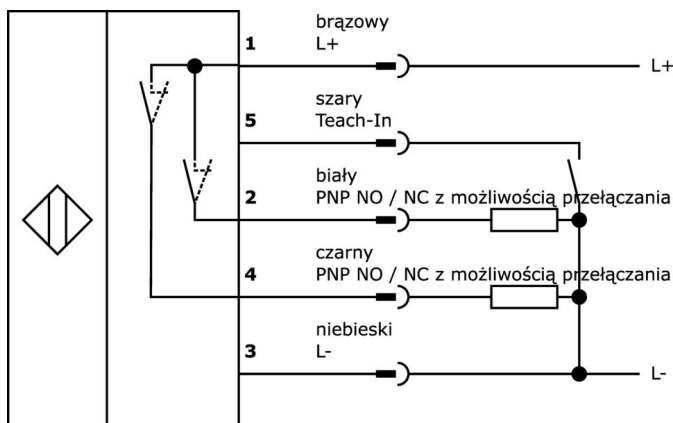 brązowy
1 L+ L+
szary
5 Teach-In
biały
2 PNP NO / NC z możliwością przełączania
czarny
4 PNP NO / NC z możliwością przełączania
niebieski
3 L-
L-